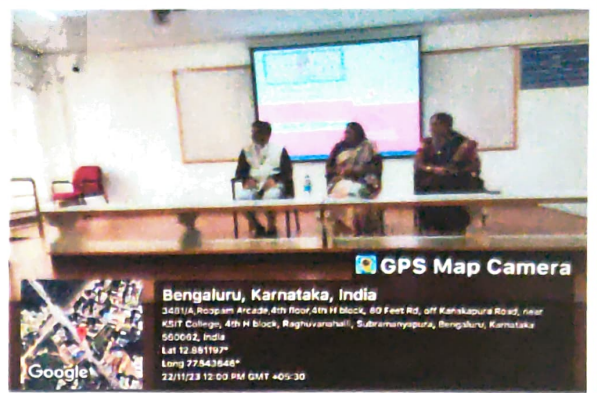 GPS Map Camera
Bengaluru, Karnataka, India
3481/A,Roopam Arcade,4th floor,4th H block, 80 Feet Rd, off Kanakapura Road, near
KSIT College, 4th H block, Raghuvanahalli, Subramanyapura, Bengaluru, Karnataka
560062, India
Lat 12.881197°
Long 77.543646°
22/11/23 12:00 PM GMT +05:30
Google